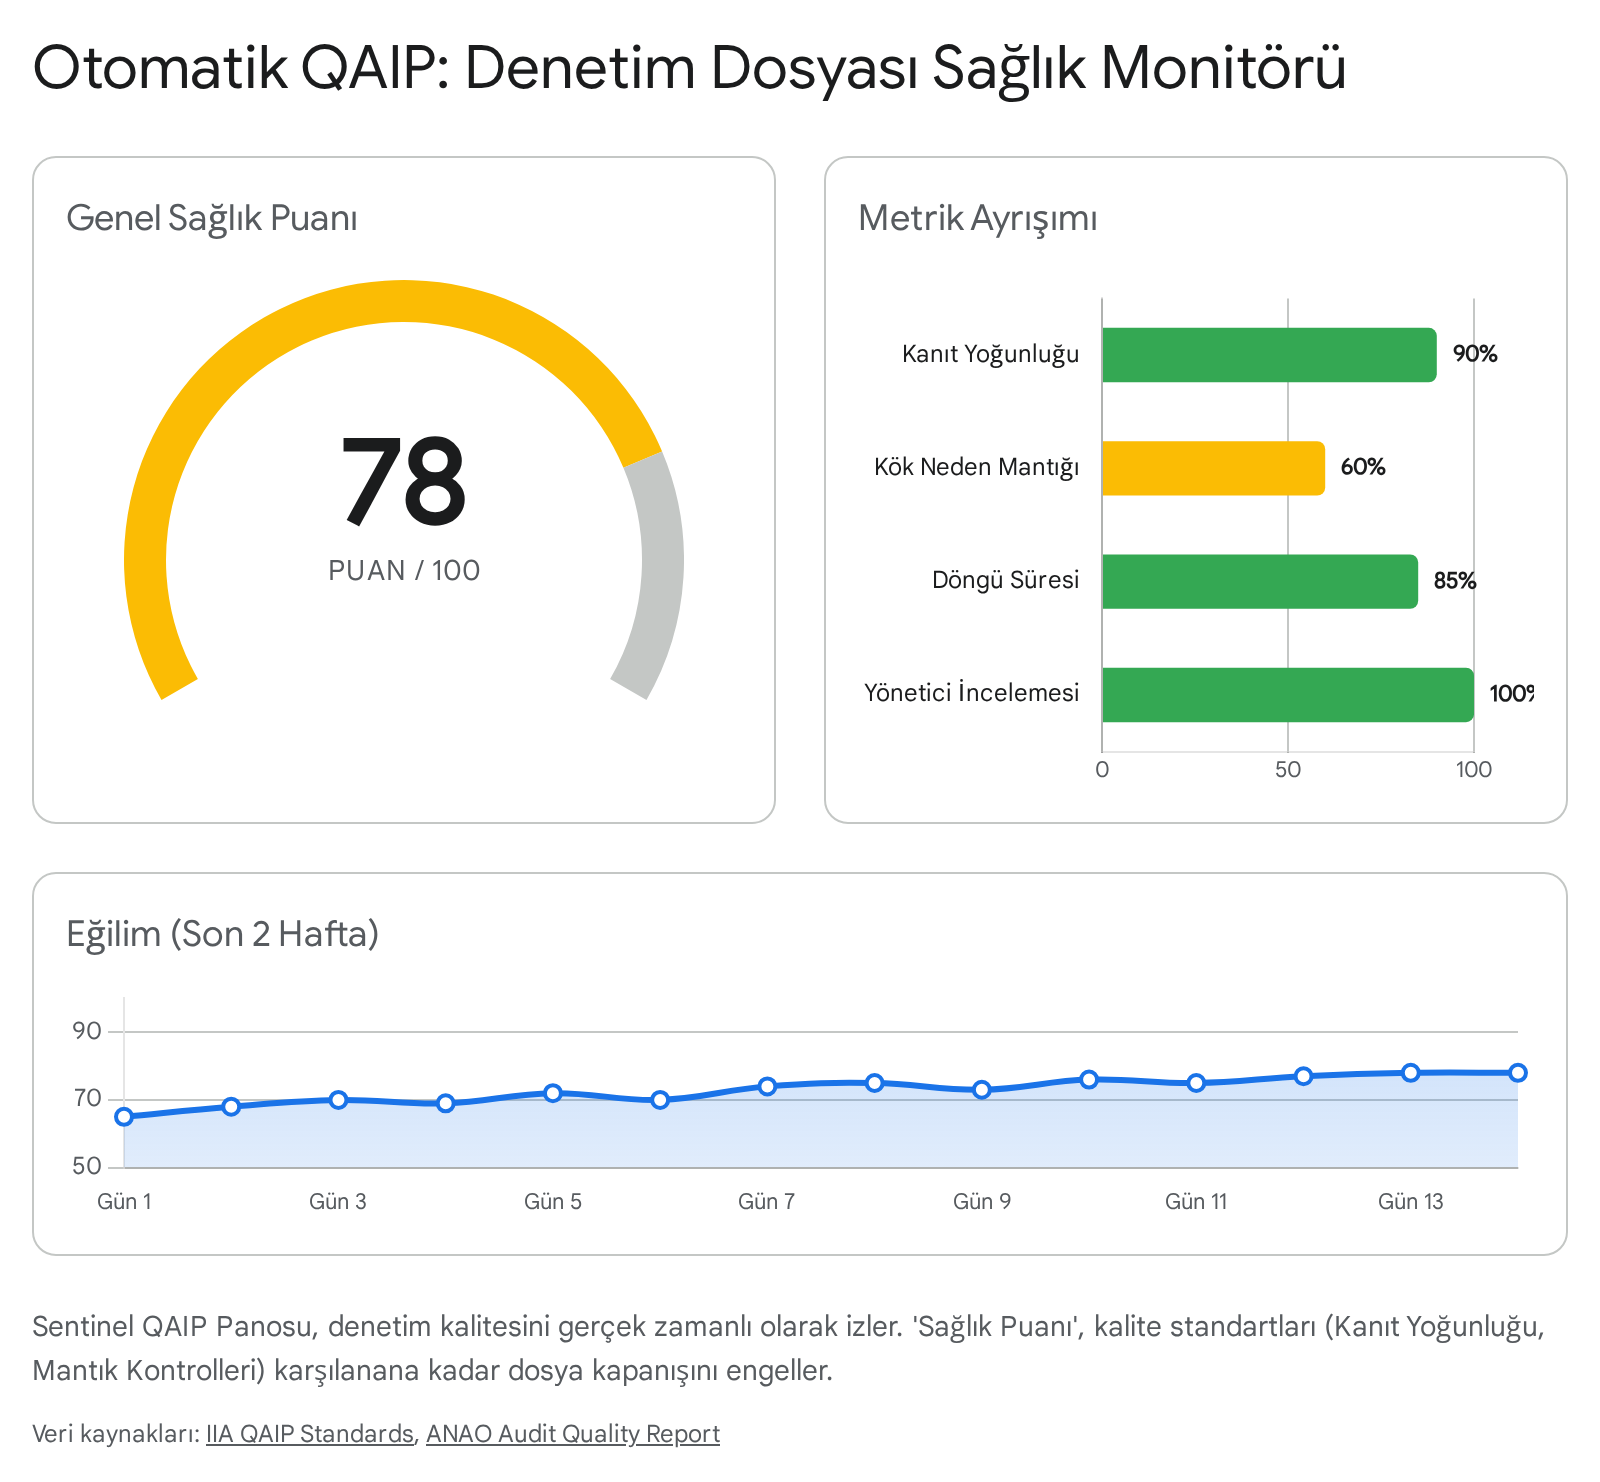 Otomatik QAIP: Denetim Dosyası Sağlık Monitörü
Genel Sağlık Puanı
78
PUAN / 100
Metrik Ayrışımı
Kanıt Yoğunluğu
90%
Kök Neden Mantığı
60%
Döngü Süresi
85%
Yönetici İncelemesi
100%
0
50
100
Eğilim (Son 2 Hafta)
90
70
50
Gün 1
Gün 3
Gün 5
Gün 7
Gün 9
Gün 11
Gün 13
Sentinel QAIP Panosu, denetim kalitesini gerçek zamanlı olarak izler. 'Sağlık Puanı', kalite standartları (Kanıt Yoğunluğu,
Mantık Kontrolleri) karşılanana kadar dosya kapanışını engeller.
Veri kaynakları: IIA QAIP Standards, ANAO Audit Quality Report